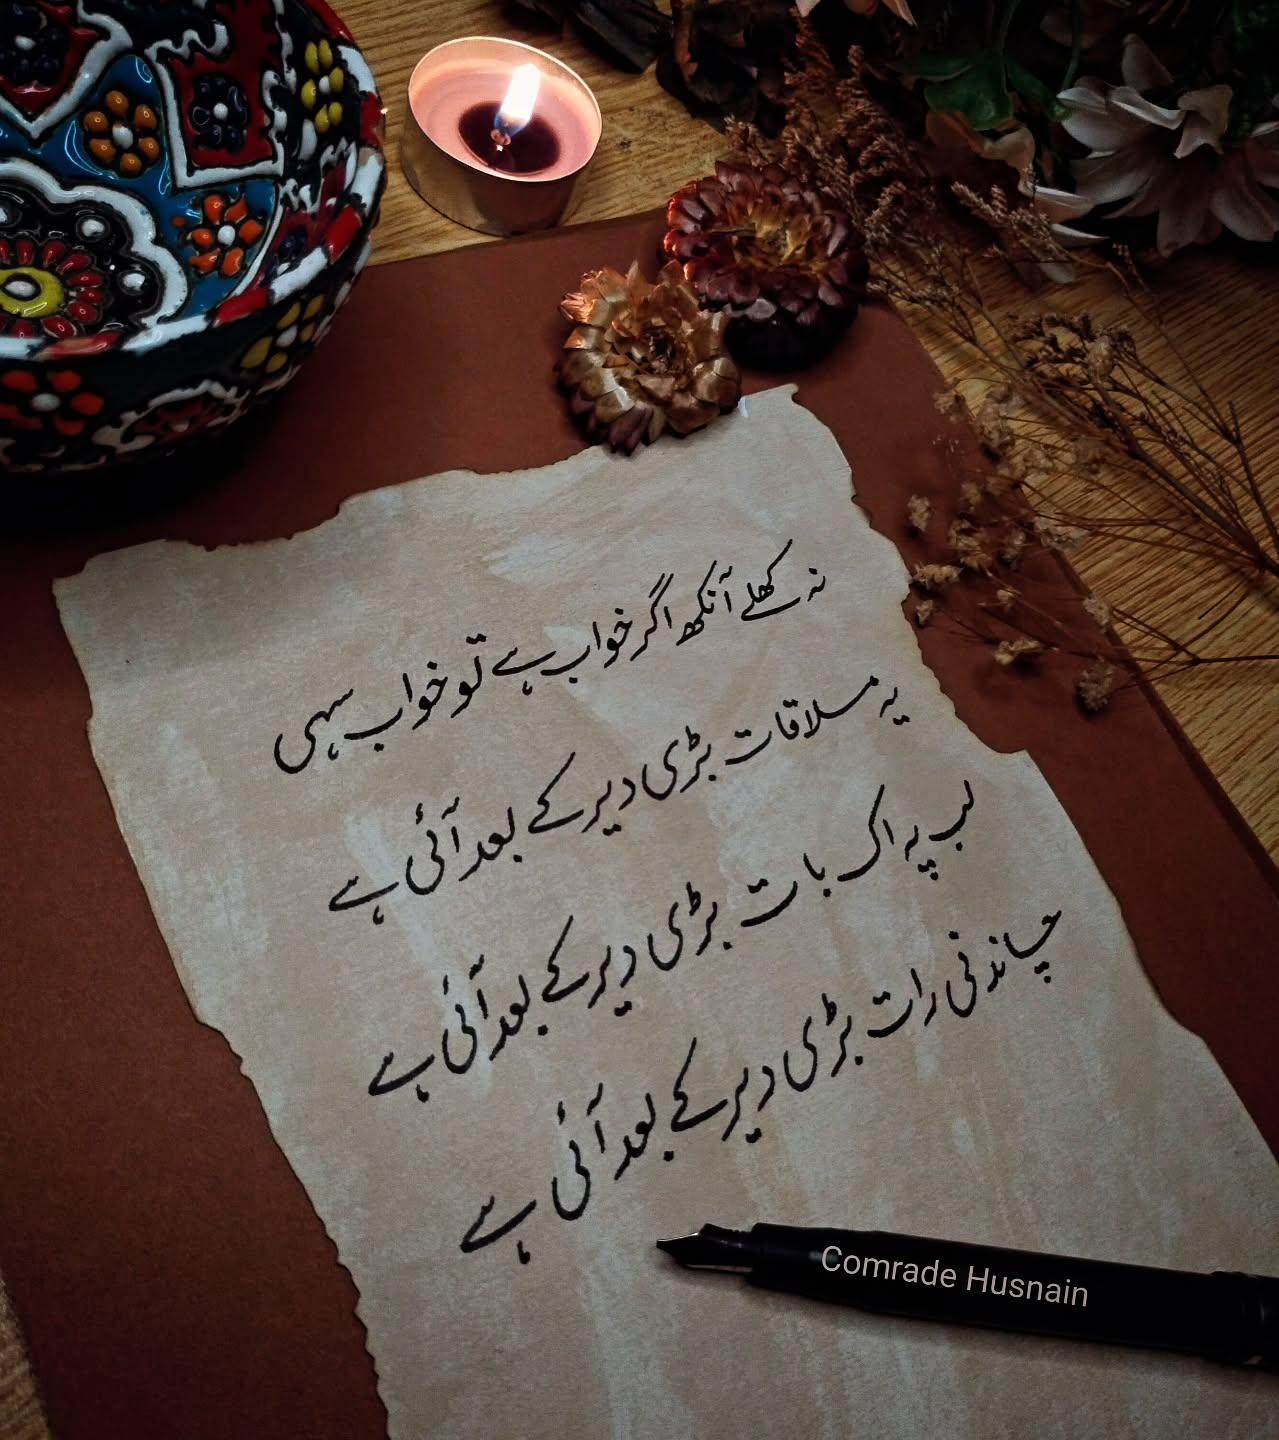 نہ کھلے آنکھ اگر خواب ہے تو خواب سہی
یہ ملاقات بڑی دیر کے بعد آئی ہے
لب پہ اک بات بڑی دیر کے بعد آئی ہے
چاندنی رات بڑی دیر کے بعد آئی ہے
Comrade Husnain